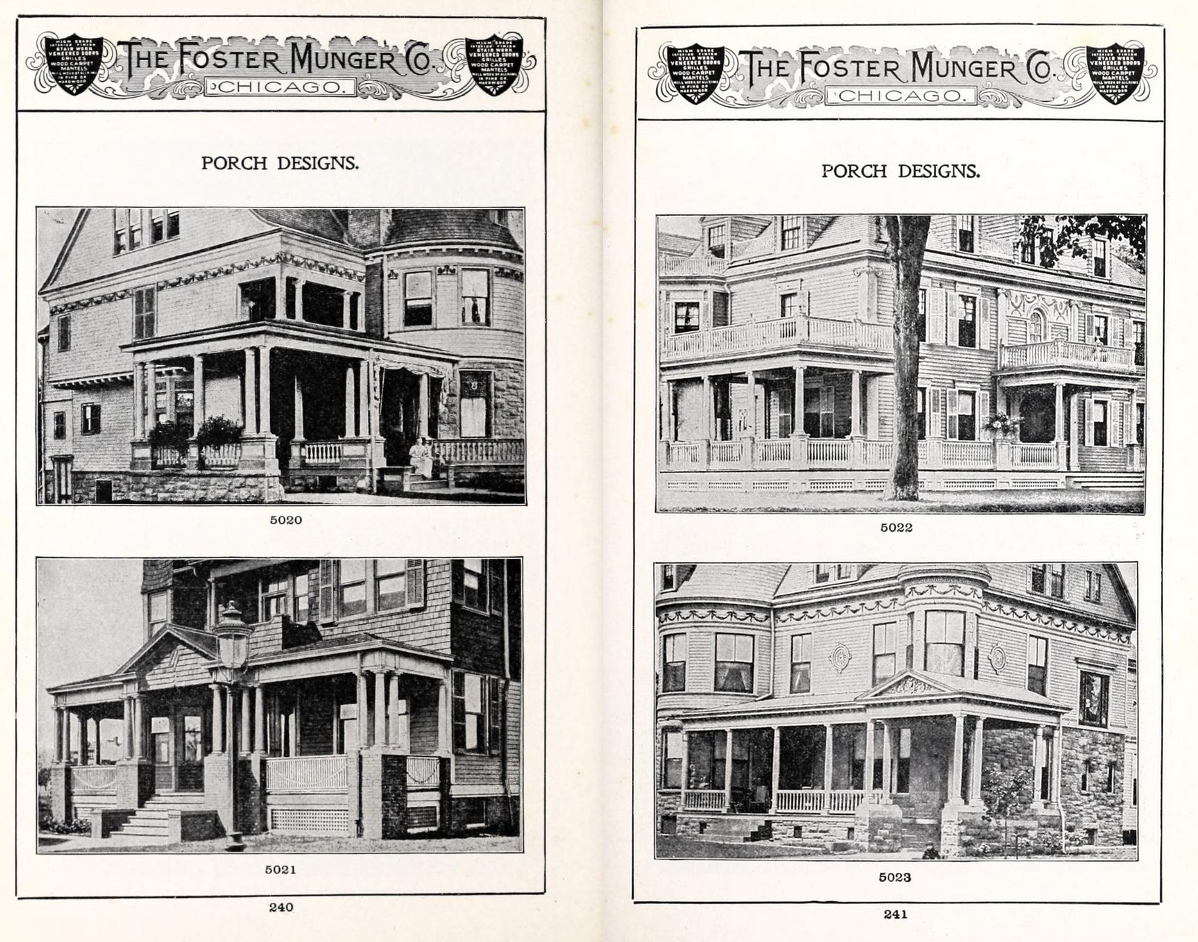 HIGH GRADE
INTERIOR FINISH
STAIR WORK
VENEERED DOORS
GRILLES
WOOD CARPET
MANTELS
MILL WORK OF ALL KINDS
IN PINE OR
HARDWOOD
THE FOSTER MUNGER CO.
CHICAGO.
HIGH GRADE
INTERIOR FINISH
STAIR WORK
VENEERED DOORS
GRILLES
WOOD CARPET
MANTELS
MILL WORK OF ALL KINDS
IN PINE OR
HARDWOOD
PORCH DESIGNS.
5020
5021
240
HIGH GRADE
INTERIOR FINISH
STAIR WORK
VENEERED DOORS
GRILLES
WOOD CARPET
MANTELS
MILL WORK OF ALL KINDS
IN PINE OR
HARDWOOD
THE FOSTER MUNGER CO.
CHICAGO.
HIGH GRADE
INTERIOR FINISH
STAIR WORK
VENEERED DOORS
GRILLES
WOOD CARPET
MANTELS
MILL WORK OF ALL KINDS
IN PINE OR
HARDWOOD
PORCH DESIGNS.
5022
5023
241